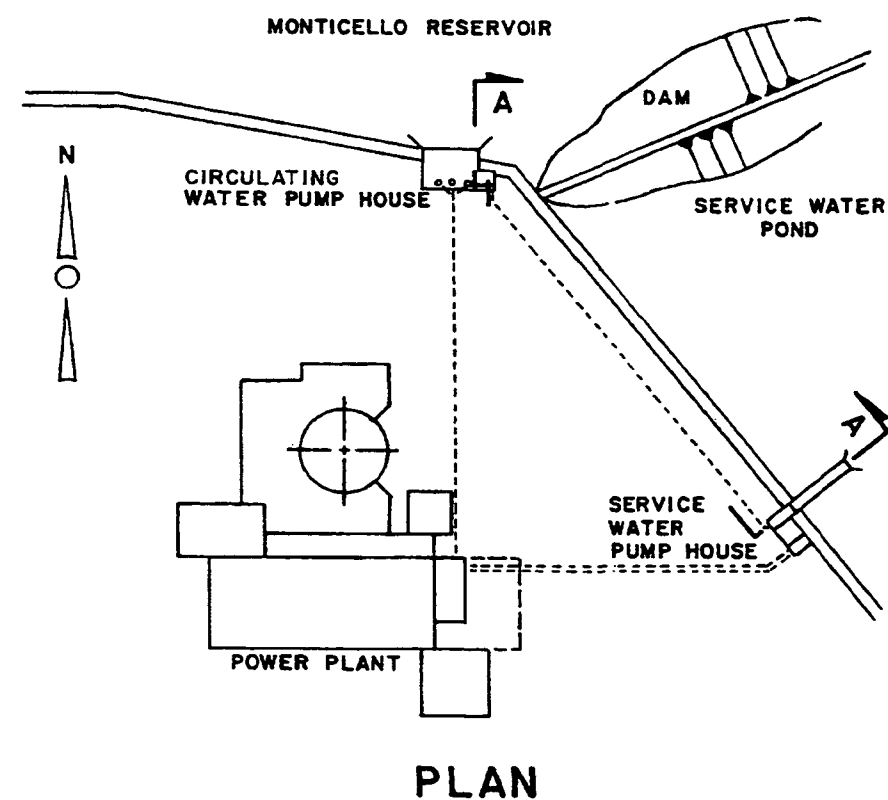 MONTICELLO RESERVOIR
A
DAM
N
CIRCULATING
WATER PUMP HOUSE
SERVICE WATER
POND
A
SERVICE
WATER
PUMP HOUSE
POWER PLANT
PLAN